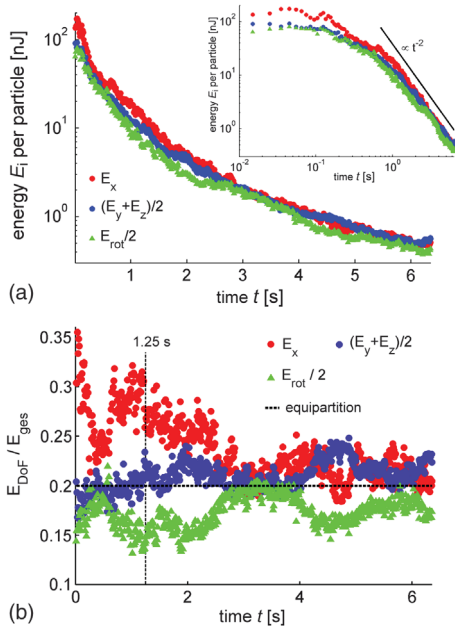 energy Eᵢ per particle [nJ]
10²
10¹
10⁰
1 2 3 4 5 6
time t [s]
Eₓ
(E_y+E_z)/2
E_rot/2
(a)
energy Eᵢ per particle [nJ]
10²
10¹
10⁰
10⁻² 10⁻¹ 10⁰
time t [s]
∝ t⁻²
E_DoF / E_ges
0.35
0.3
0.25
0.2
0.15
0.1
0 1 2 3 4 5 6
time t [s]
1.25 s
Eₓ (E_y+E_z)/2
E_rot / 2
equipartition
(b)